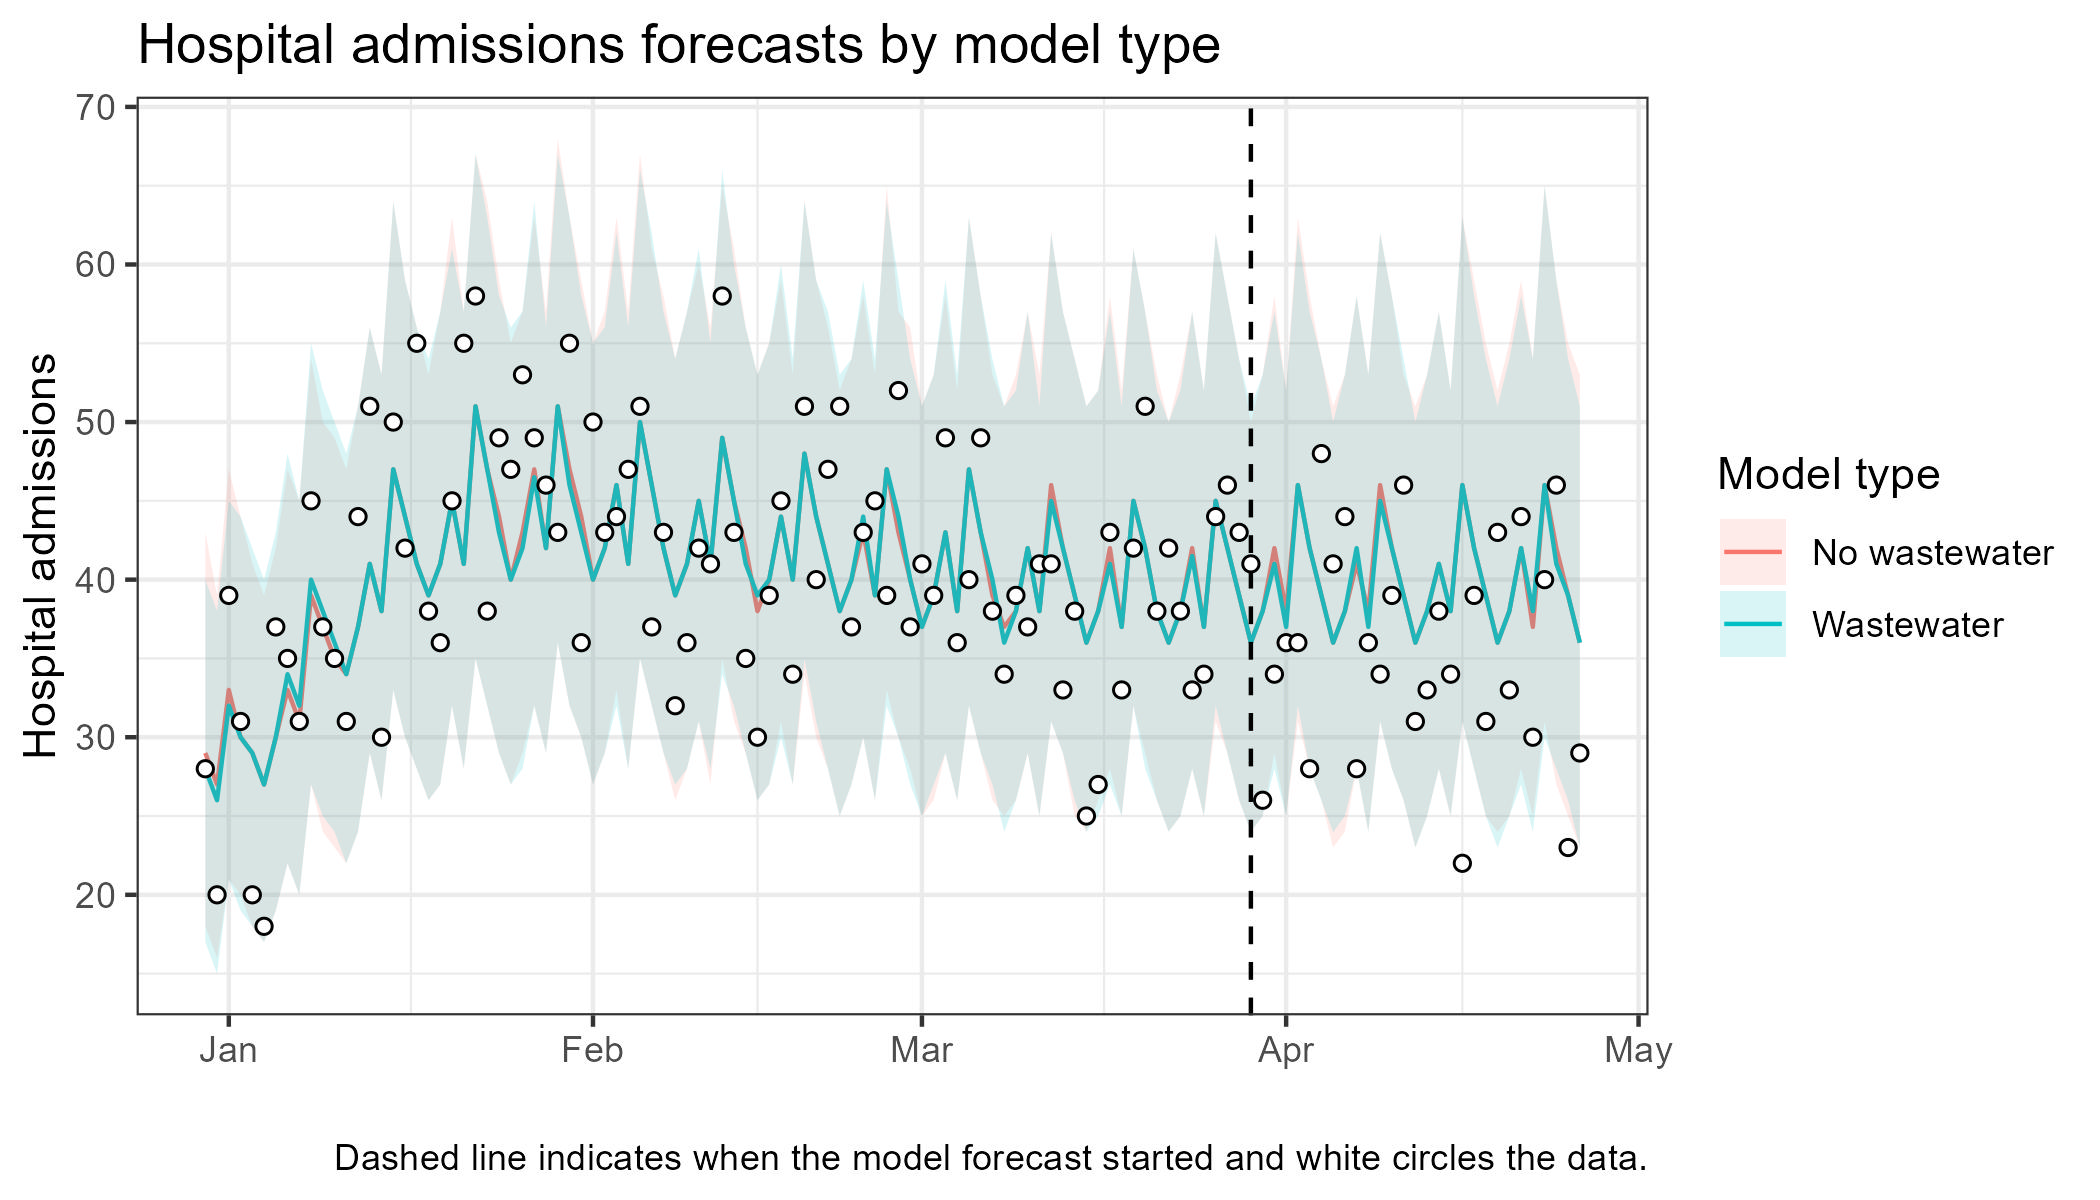 Hospital admissions forecasts by model type
Hospital admissions
70
60
50
40
30
20
Jan
Feb
Mar
Apr
May
Model type
No wastewater
Wastewater
Dashed line indicates when the model forecast started and white circles the data.